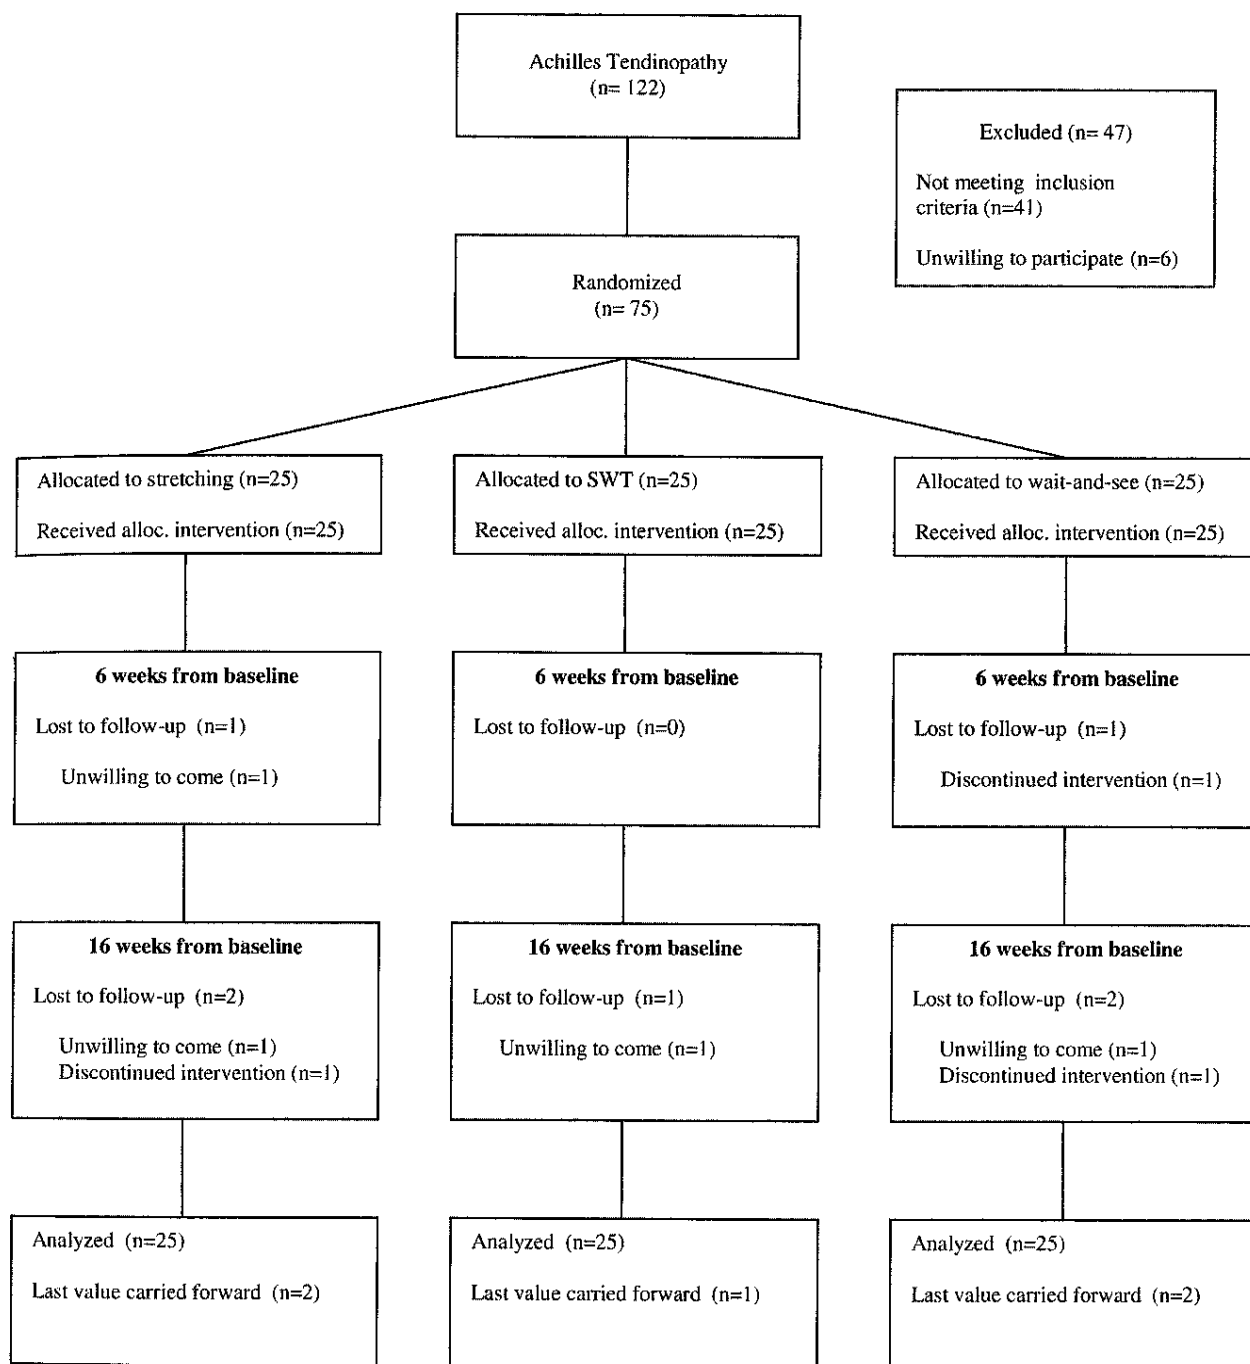 Achilles Tendinopathy
(n= 122)
Excluded (n= 47)
Not meeting inclusion
criteria (n=41)
Unwilling to participate (n=6)
Randomized
(n= 75)
Allocated to stretching (n=25)
Received alloc. intervention (n=25)
Allocated to SWT (n=25)
Received alloc. intervention (n=25)
Allocated to wait-and-see (n=25)
Received alloc. intervention (n=25)
6 weeks from baseline
Lost to follow-up (n=1)
Unwilling to come (n=1)
6 weeks from baseline
Lost to follow-up (n=0)
6 weeks from baseline
Lost to follow-up (n=1)
Discontinued intervention (n=1)
16 weeks from baseline
Lost to follow-up (n=2)
Unwilling to come (n=1)
Discontinued intervention (n=1)
16 weeks from baseline
Lost to follow-up (n=1)
Unwilling to come (n=1)
16 weeks from baseline
Lost to follow-up (n=2)
Unwilling to come (n=1)
Discontinued intervention (n=1)
Analyzed (n=25)
Last value carried forward (n=2)
Analyzed (n=25)
Last value carried forward (n=1)
Analyzed (n=25)
Last value carried forward (n=2)